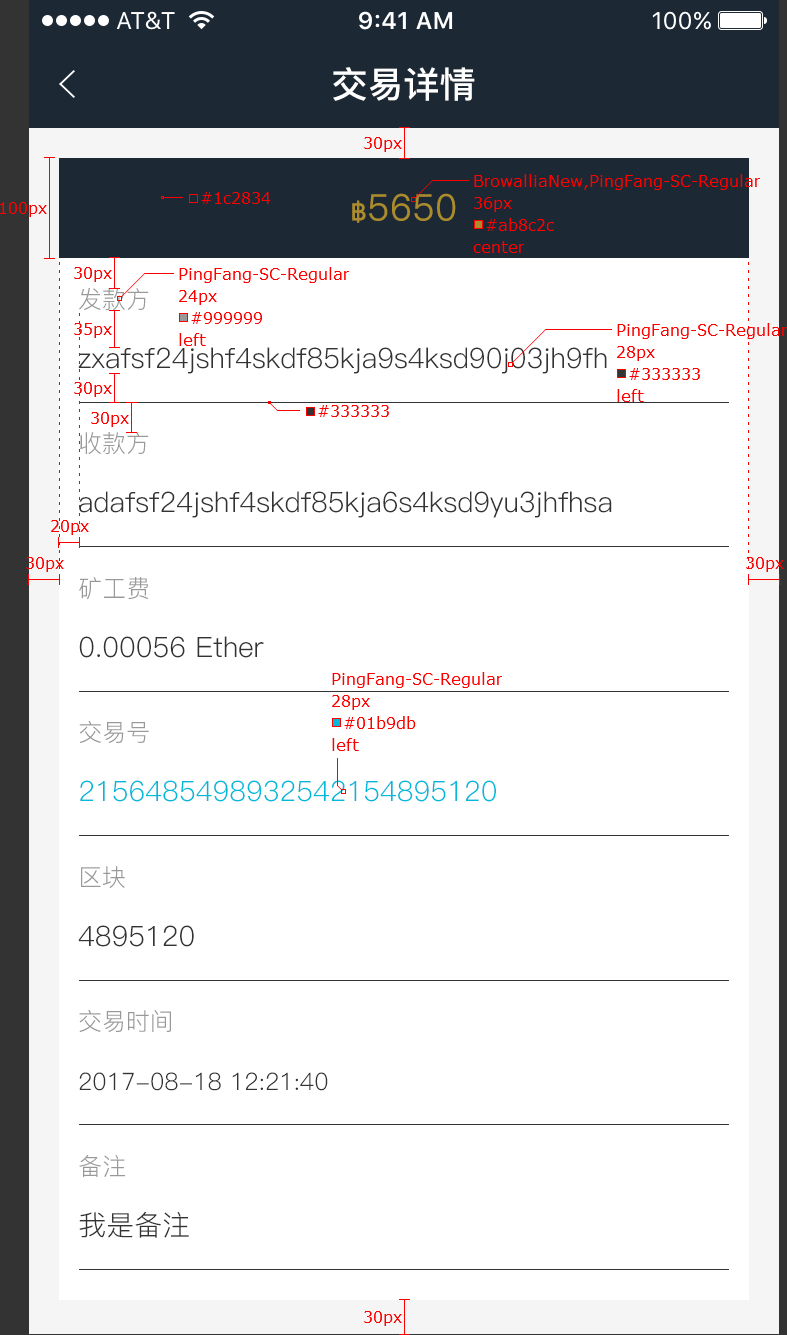 AT&T 9:41 AM 100%
交易详情
30px
100px
#1c2834
฿5650
BrowalliaNew,PingFang-SC-Regular
36px
#ab8c2c
center
30px
PingFang-SC-Regular
24px
#999999
left
发款方
35px
PingFang-SC-Regular
28px
#333333
left
zxafsf24jshf4skdf85kja9s4ksd90j03jh9fh
30px
#333333
30px
收款方
adafsf24jshf4skdf85kja6s4ksd9yu3jhfhsa
20px
30px
30px
矿工费
0.00056 Ether
PingFang-SC-Regular
28px
#01b9db
left
交易号
2156485498932542154895120
区块
4895120
交易时间
2017-08-18 12:21:40
备注
我是备注
30px